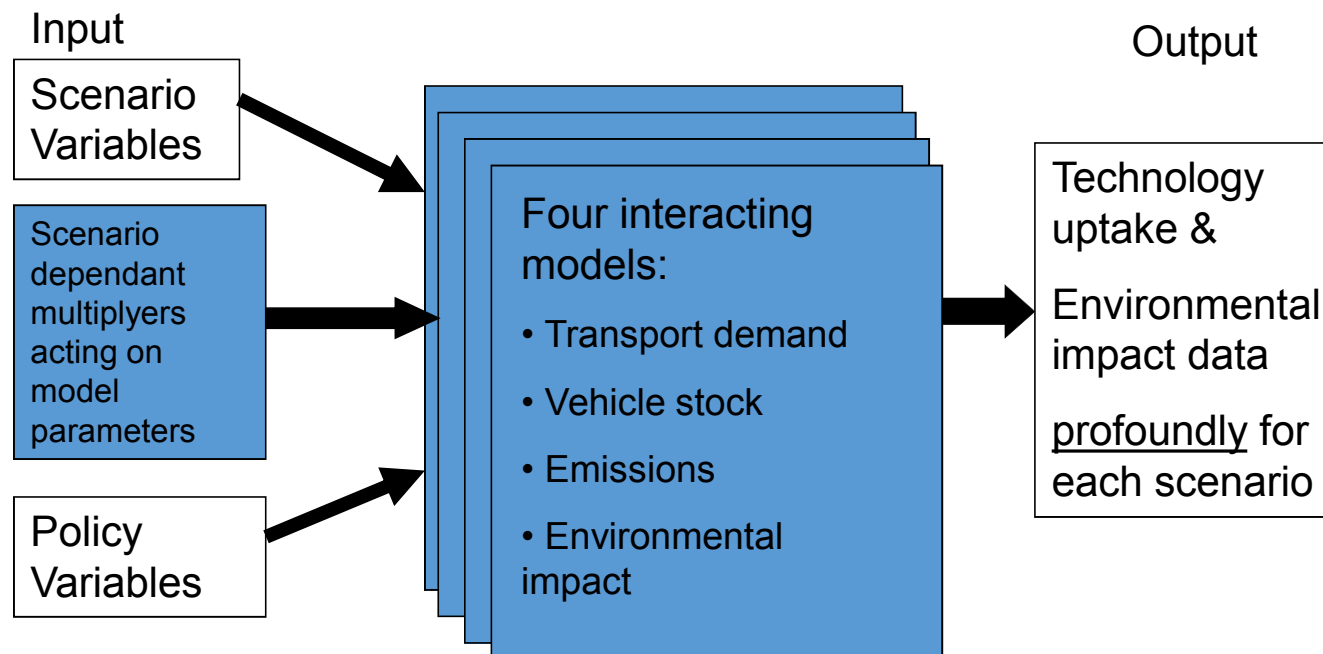 Input
Output
Scenario
Variables
Scenario
dependant
multiplyers
acting on
model
parameters
Policy
Variables
Four interacting
models:
• Transport demand
• Vehicle stock
• Emissions
• Environmental
impact
Technology
uptake &
Environmental
impact data
profoundly for
each scenario